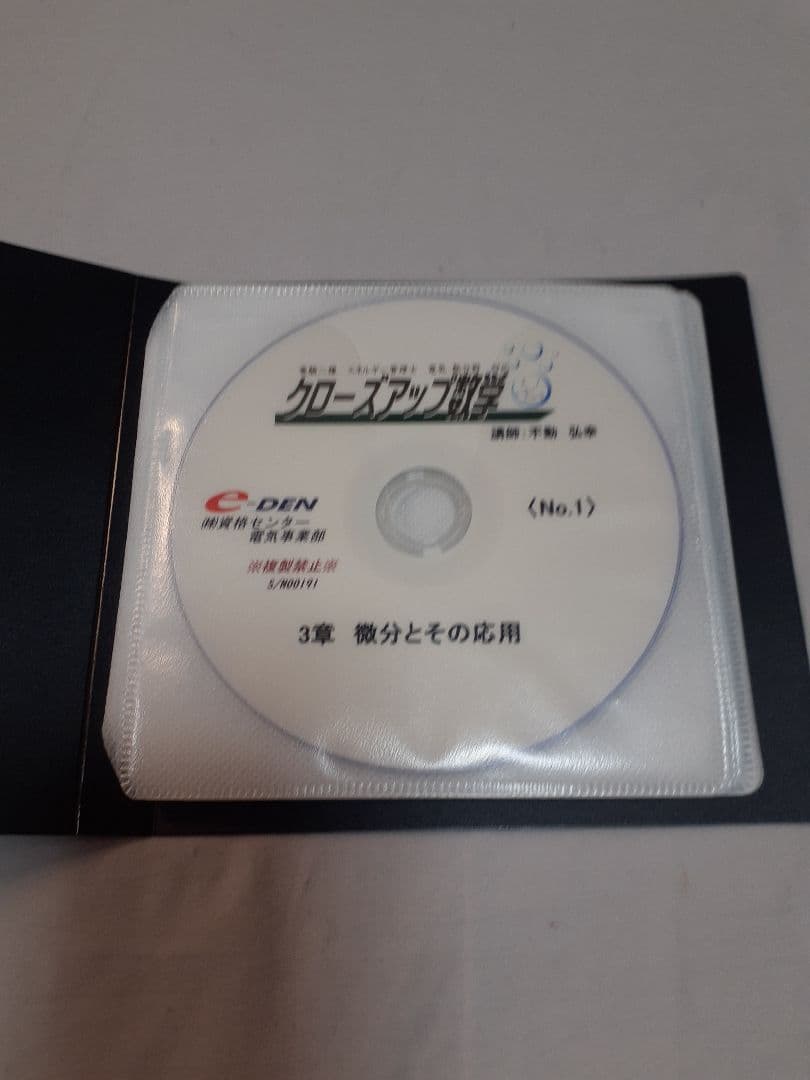 クローズアップ数学
講師：不動 弘幸
e-DEN
㈱資格センター
電気事業部
〈No.1〉
※複製禁止※
S/N00191
3章 微分とその応用